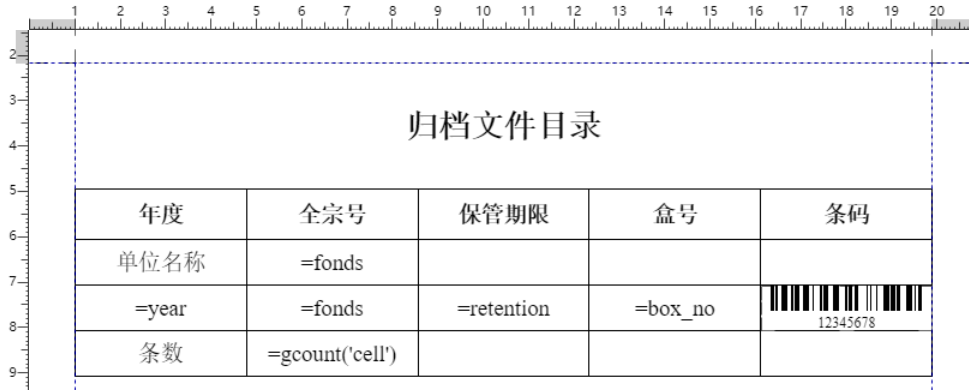 1 2 3 4 5 6 7 8 9 10 11 12 13 14 15 16 17 18 19 20
2
3
归档文件目录
4
5
年度 全宗号 保管期限 盒号 条码
6
单位名称 =fonds
7
=year =fonds =retention =box_no
12345678
8
条数 =gcount('cell')
9